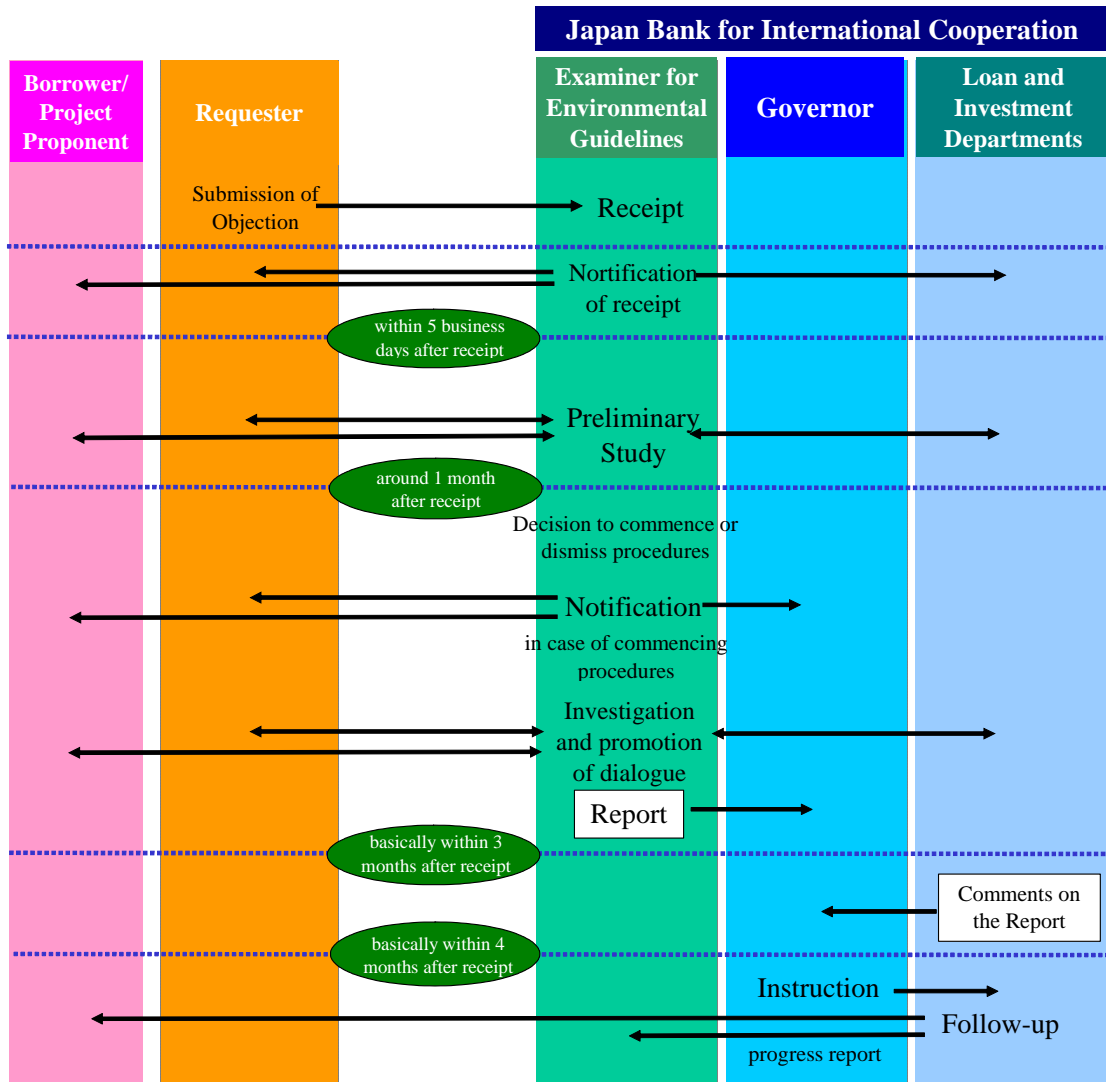 Japan Bank for International Cooperation
Borrower/
Project
Proponent
Requester
Examiner for
Environmental
Guidelines
Governor
Loan and
Investment
Departments
Submission of
Objection
Receipt
Nortification
of receipt
within 5 business
days after receipt
Preliminary
Study
around 1 month
after receipt
Decision to commence or
dismiss procedures
Notification
in case of commencing
procedures
Investigation
and promotion
of dialogue
Report
basically within 3
months after receipt
Comments on
the Report
basically within 4
months after receipt
Instruction
Follow-up
progress report